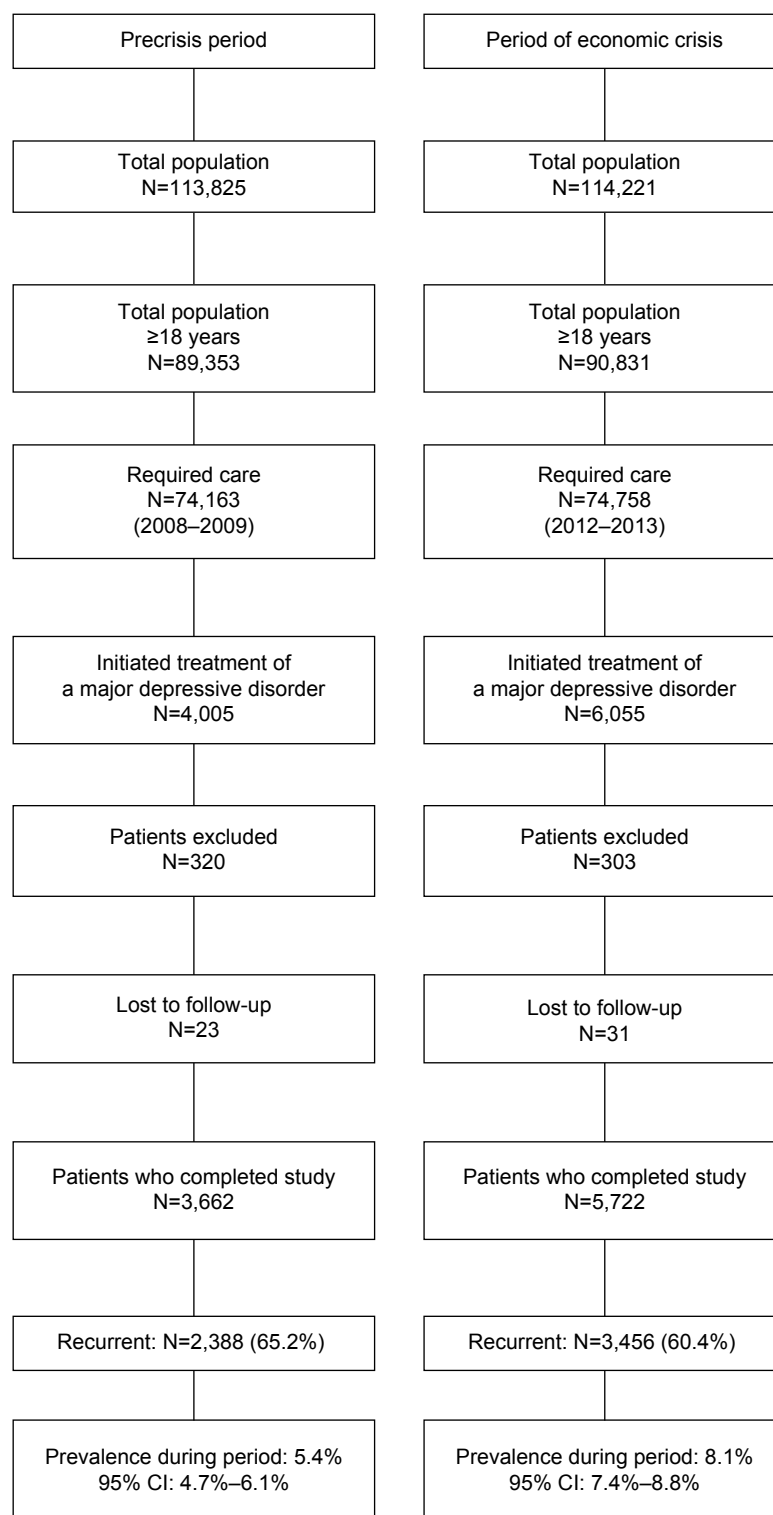 Precrisis period
Total population
N=113,825
Total population
≥18 years
N=89,353
Required care
N=74,163
(2008–2009)
Initiated treatment of
a major depressive disorder
N=4,005
Patients excluded
N=320
Lost to follow-up
N=23
Patients who completed study
N=3,662
Recurrent: N=2,388 (65.2%)
Prevalence during period: 5.4%
95% CI: 4.7%–6.1%
Period of economic crisis
Total population
N=114,221
Total population
≥18 years
N=90,831
Required care
N=74,758
(2012–2013)
Initiated treatment of
a major depressive disorder
N=6,055
Patients excluded
N=303
Lost to follow-up
N=31
Patients who completed study
N=5,722
Recurrent: N=3,456 (60.4%)
Prevalence during period: 8.1%
95% CI: 7.4%–8.8%